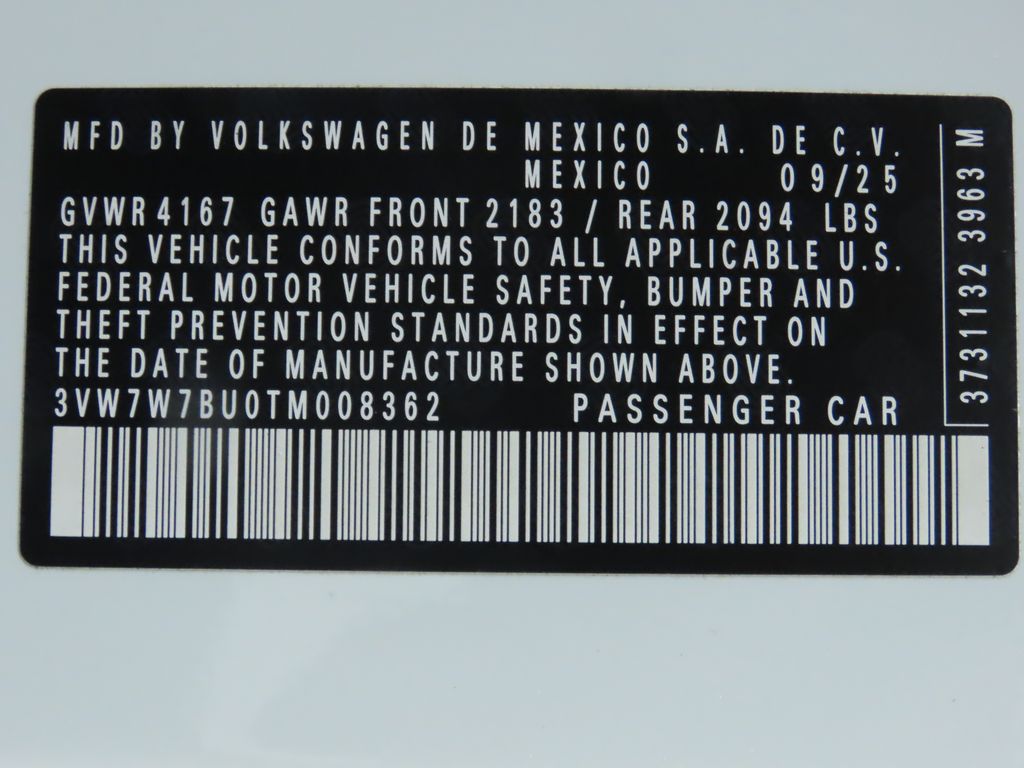 MFD BY VOLKSWAGEN DE MEXICO S.A. DE C.V.
MEXICO 09/25
GVWR 4167 GAWR FRONT 2183 / REAR 2094 LBS
THIS VEHICLE CONFORMS TO ALL APPLICABLE U.S.
FEDERAL MOTOR VEHICLE SAFETY, BUMPER AND
THEFT PREVENTION STANDARDS IN EFFECT ON
THE DATE OF MANUFACTURE SHOWN ABOVE.
3VW7W7BU0TM008362 PASSENGER CAR
3731132 3963 M